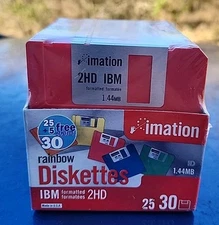 imation
2HD IBM
formatted
formatées
1.44MB
25
+5 free
30
imation
rainbow
Diskettes
1.44MB
IBM formatted 2HD
formatées
25 30